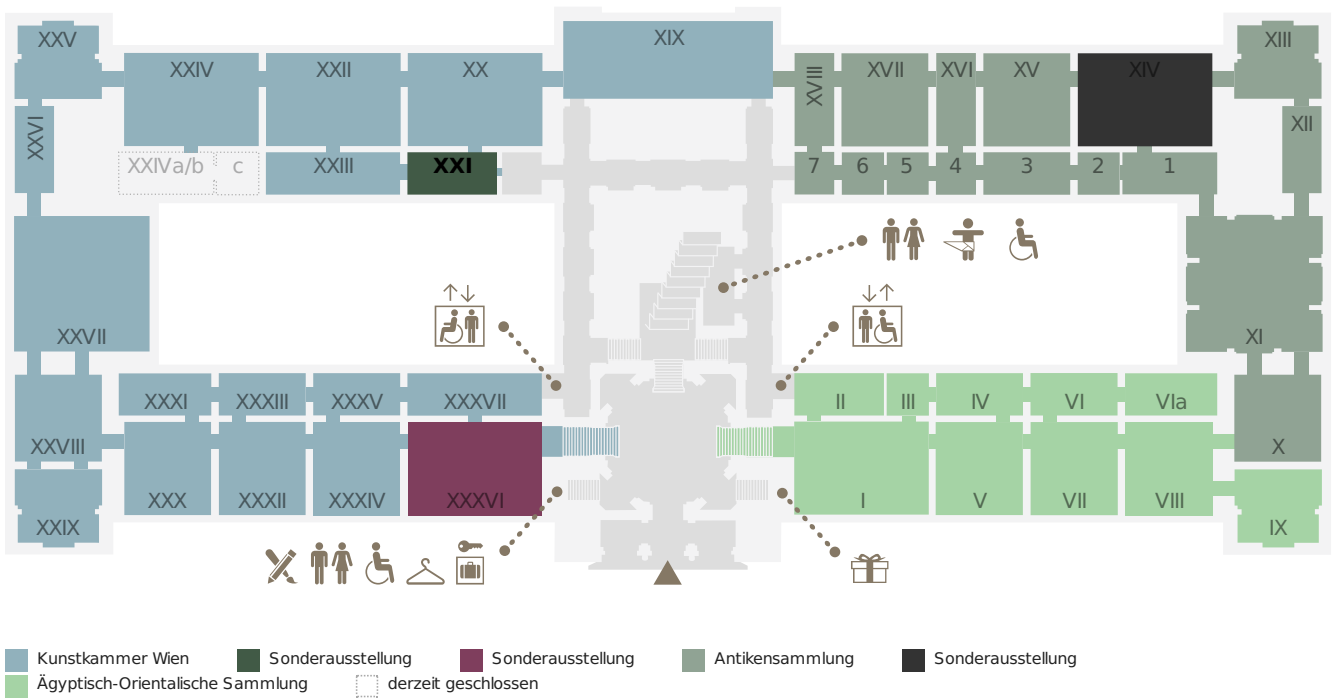 XIX
XXV
XIII
XXIV
XXII
XX
XVIII
XVII
XVI
XV
XIV
XXVI
XII
XXIVa/b
c
XXIII
XXI
7
6
5
4
3
2
1
XXVII
XI
XXXI
XXXIII
XXXV
XXXVII
II
III
IV
VI
VIa
XXVIII
X
XXX
XXXII
XXXIV
XXXVI
I
V
VII
VIII
XXIX
IX
Kunstkammer Wien
Sonderausstellung
Sonderausstellung
Antikensammlung
Sonderausstellung
Ägyptisch-Orientalische Sammlung
derzeit geschlossen